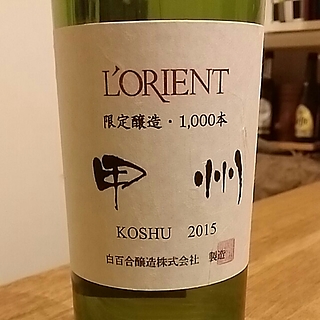 L'ORIENT
限定醸造・1,000本
甲州
KOSHU 2015
白百合醸造株式会社 製造